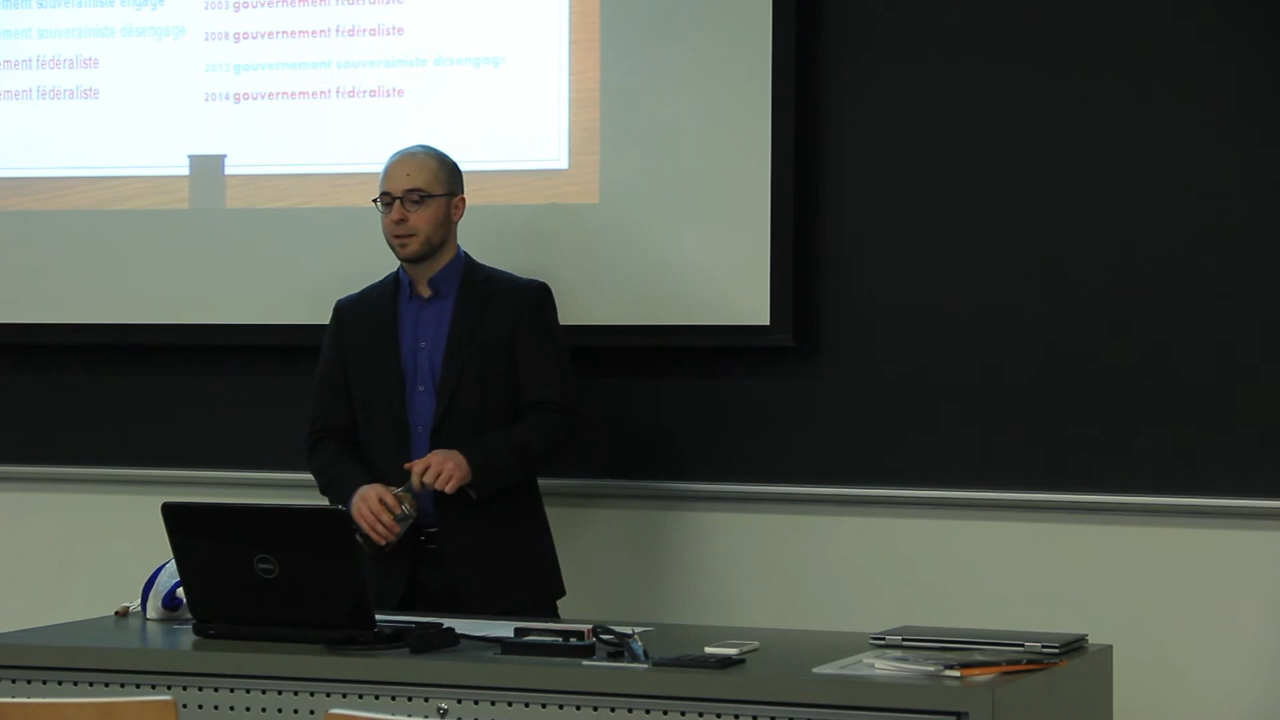 ement souverainiste engagé
ement souverainiste désengagé
ement fédéraliste
ement fédéraliste
2003 gouvernement fédéraliste
2008 gouvernement fédéraliste
2012 gouvernement souverainiste disengagr
2014 gouvernement fédéraliste
DELL